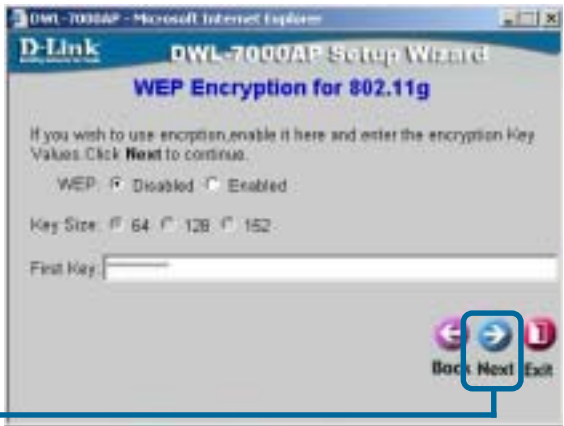 DWL-7000AP - Microsoft Internet Explorer
D-Link
DWL-7000AP Setup Wizard
WEP Encryption for 802.11g
If you wish to use encrption,enable it here and enter the encryption Key
Values.Click Next to continue.
WEP: Disabled Enabled
Key Size: 64 128 152
First Key:
Back Next Exit